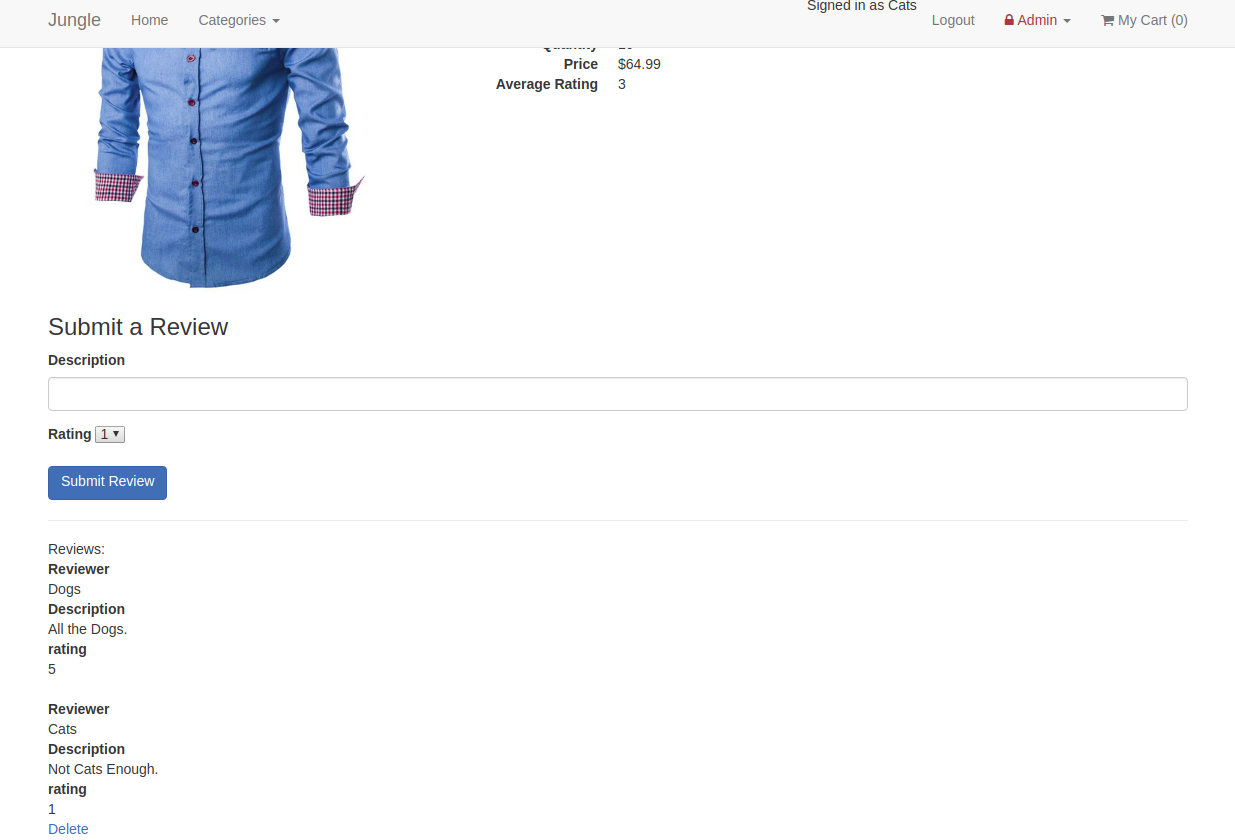 Signed in as Cats
Jungle Home Categories Logout Admin My Cart (0)
Price $64.99
Average Rating 3
Submit a Review
Description
Rating 1
Submit Review
Reviews:
Reviewer
Dogs
Description
All the Dogs.
rating
5
Reviewer
Cats
Description
Not Cats Enough.
rating
1
Delete